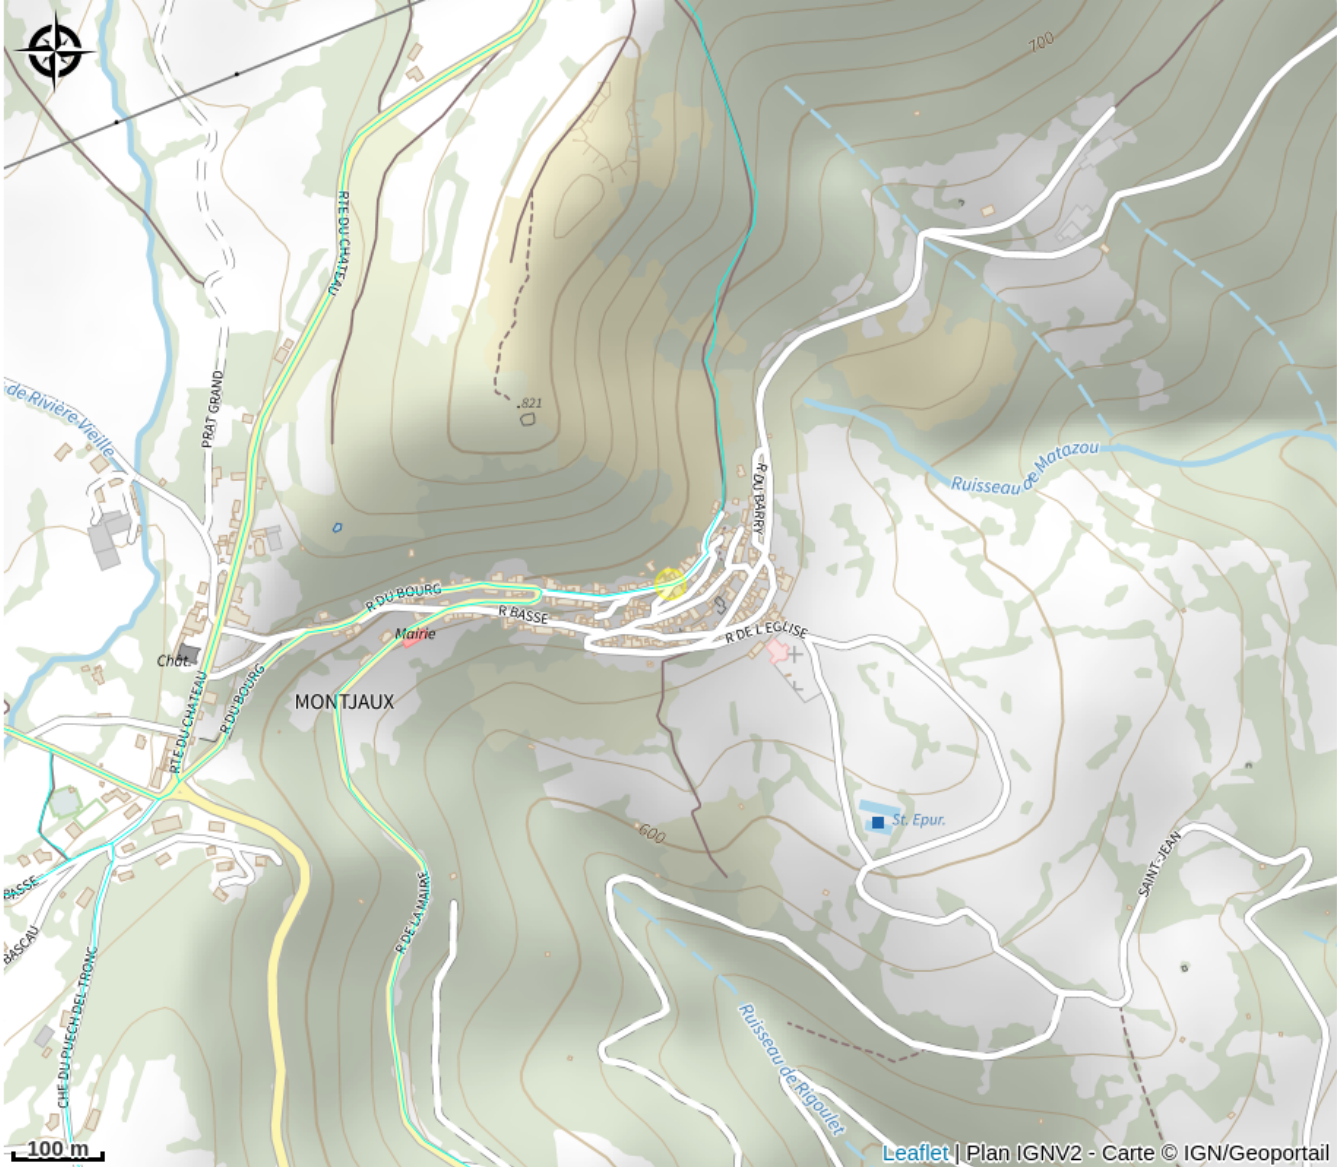 700
RTE DU CHATEAU
.821
PRAT GRAND
de Rivière Vieille
R DU BARRY
Ruisseau de Matazou
R DU BOURG
R BASSE
Mairie
R DE L'EGLISE
Chât.
R DU BOURG
MONTJAUX
RTE DU CHATEAU
600
St. Epur.
SAINT-JEAN
BASSE
R DE LA MAIRIE
BASCAU
CHE DU PUECH DEL TRONC
Ruisseau de Rigoulet
100 m
Leaflet | Plan IGNV2 - Carte © IGN/Geoportail